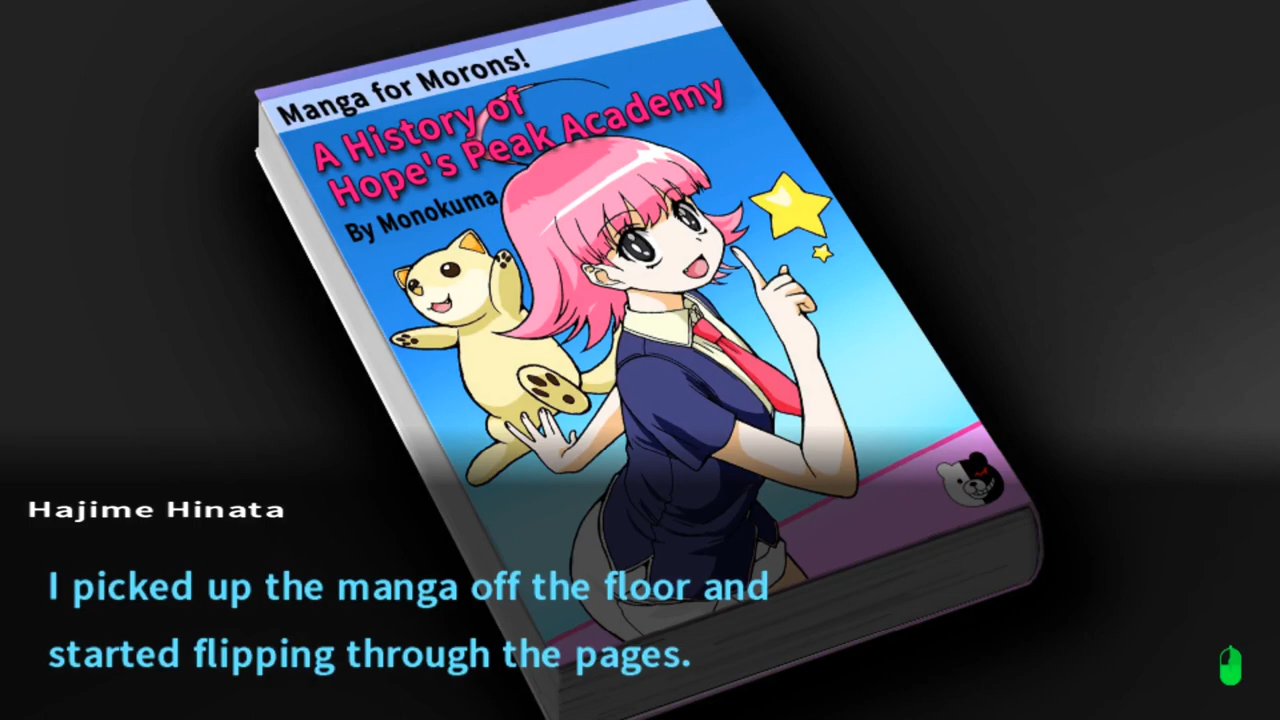 Manga for Morons!
A History of
Hope's Peak Academy
By Monokuma
Hajime Hinata
I picked up the manga off the floor and
started flipping through the pages.